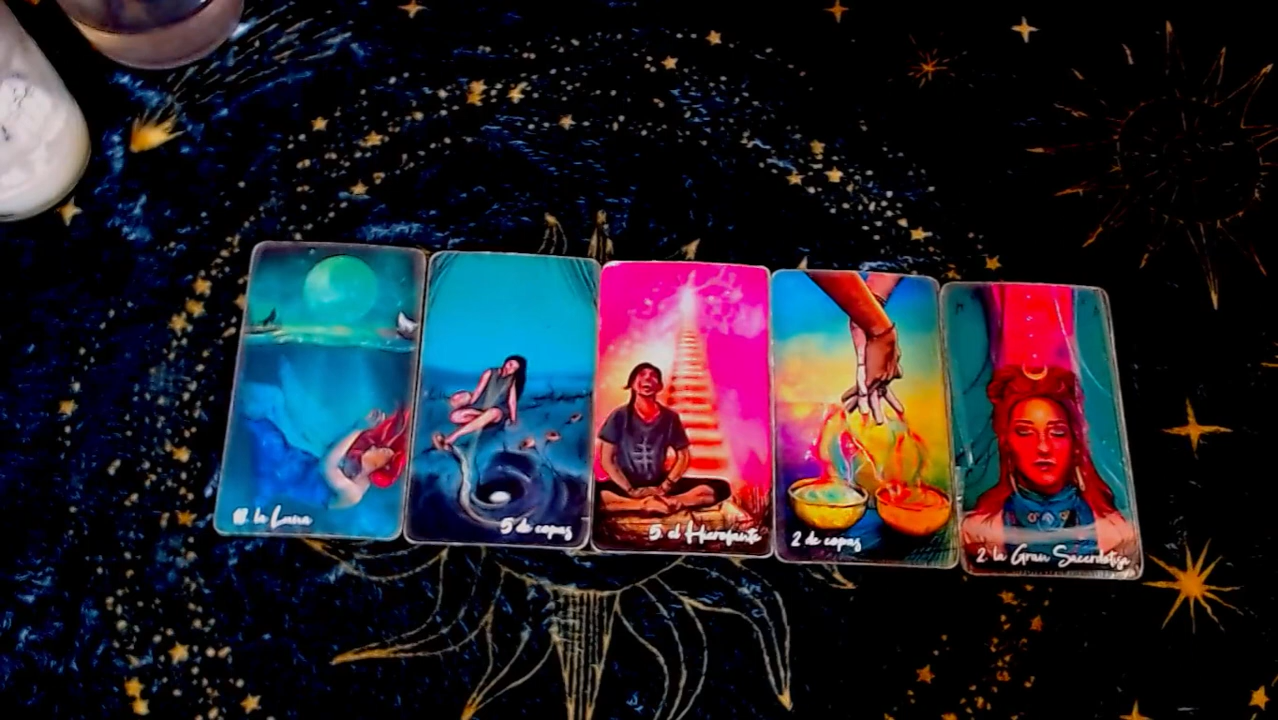 18. la Luna
5 de copas
5. el Hierofante
2 de copas
2. la Gran Sacerdotisa